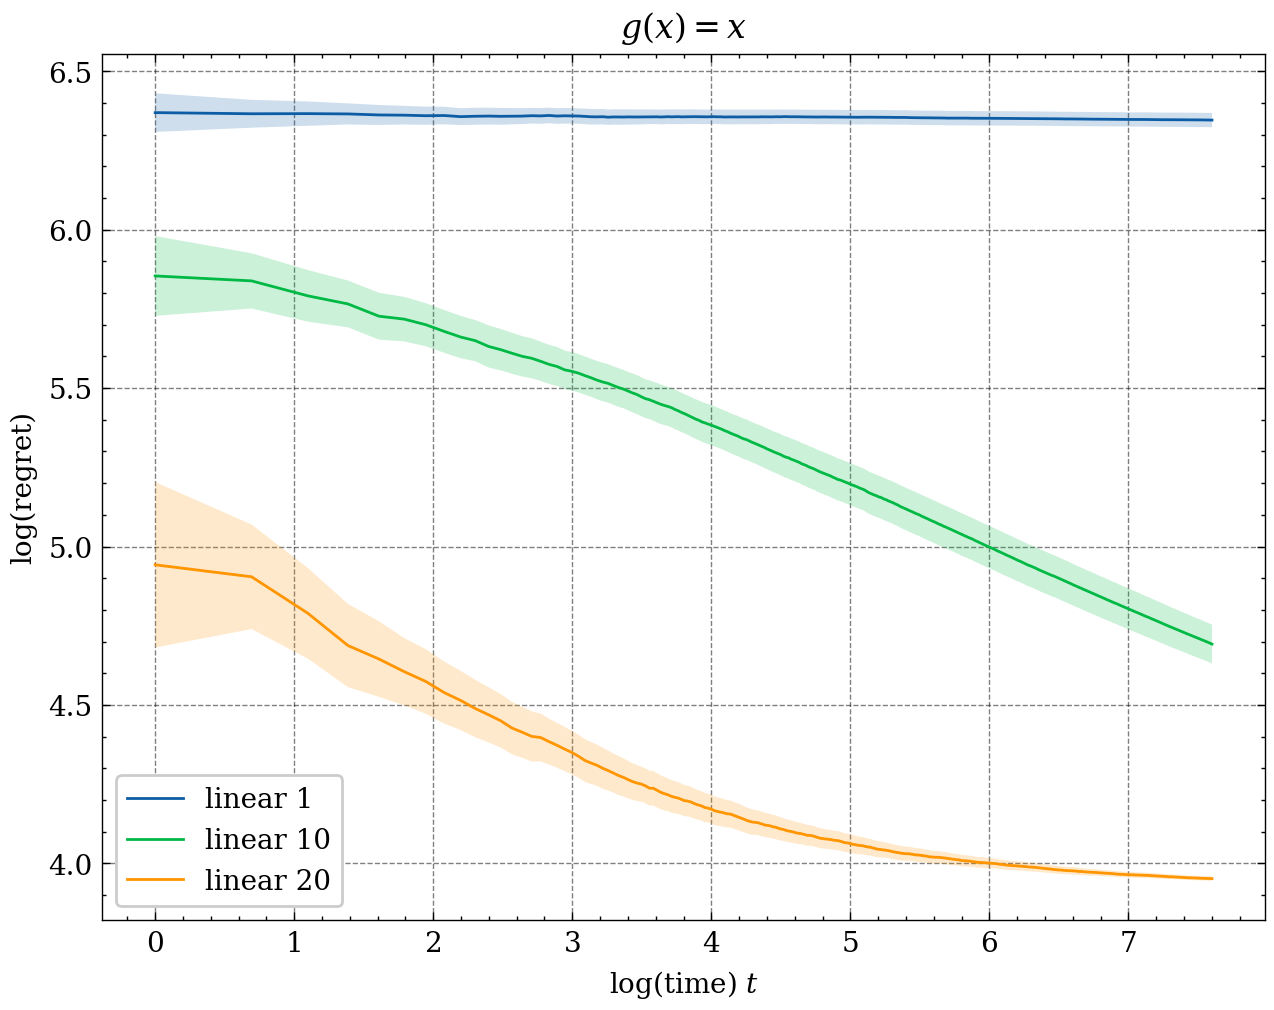 g(x) = x
6.5
6.0
5.5
5.0
4.5
4.0
log(regret)
linear 1
linear 10
linear 20
0 1 2 3 4 5 6 7
log(time) t